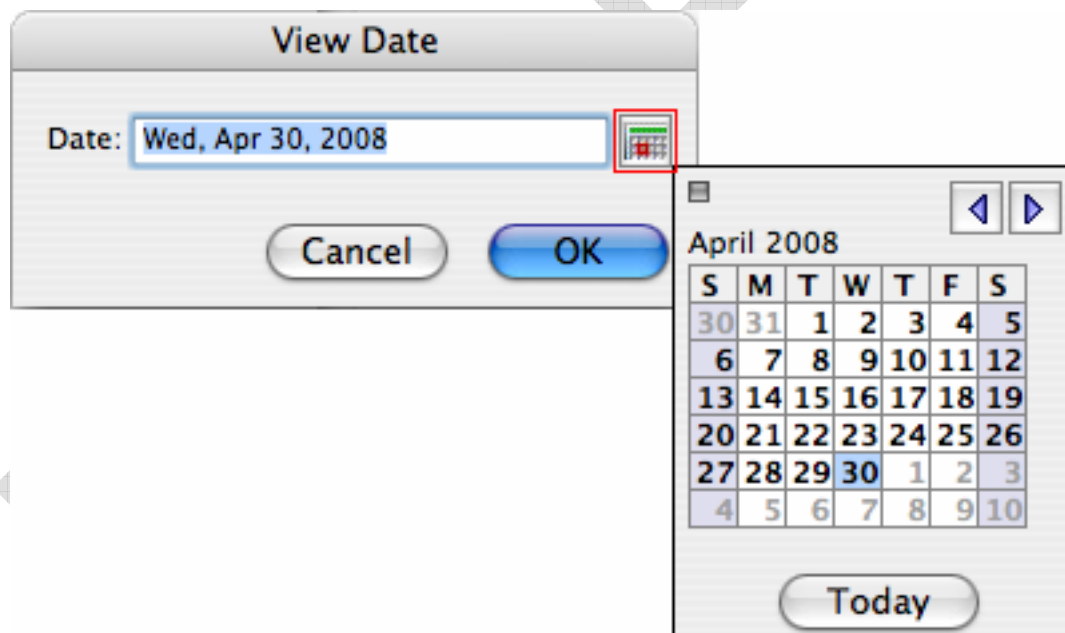 View Date
Date: Wed, Apr 30, 2008
Cancel OK
April 2008
S M T W T F S
30 31 1 2 3 4 5
6 7 8 9 10 11 12
13 14 15 16 17 18 19
20 21 22 23 24 25 26
27 28 29 30 1 2 3
4 5 6 7 8 9 10
Today